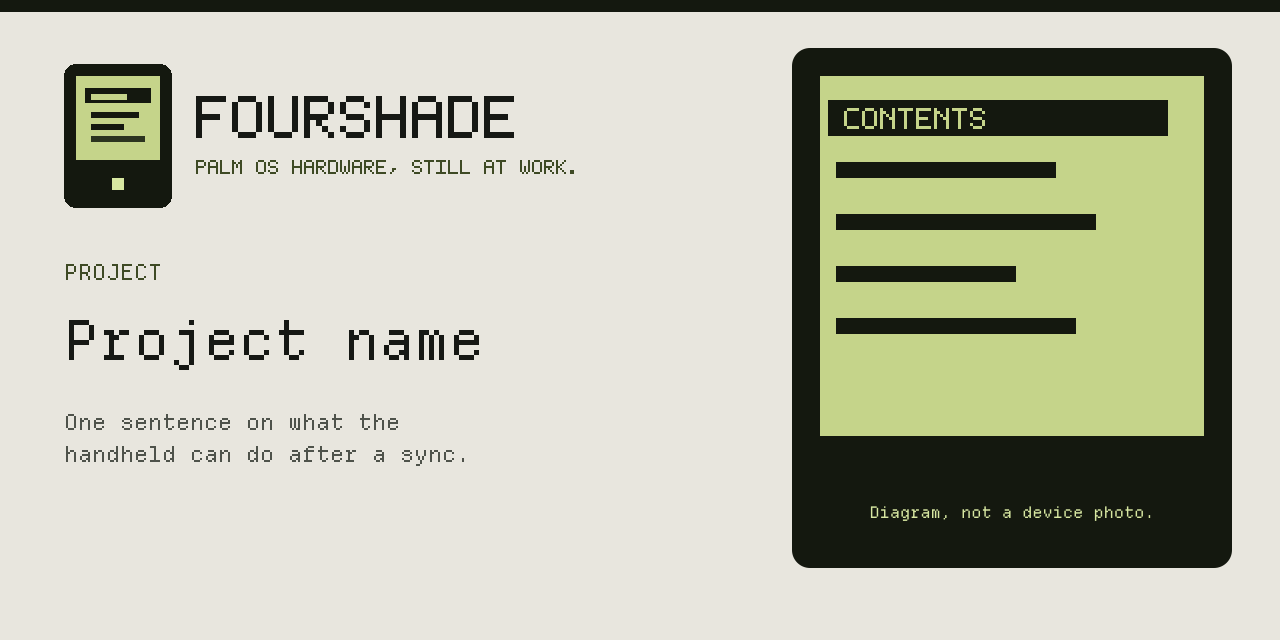 FOURSHADE
PALM OS HARDWARE, STILL AT WORK.
PROJECT
Project name
One sentence on what the
handheld can do after a sync.
CONTENTS
Diagram, not a device photo.